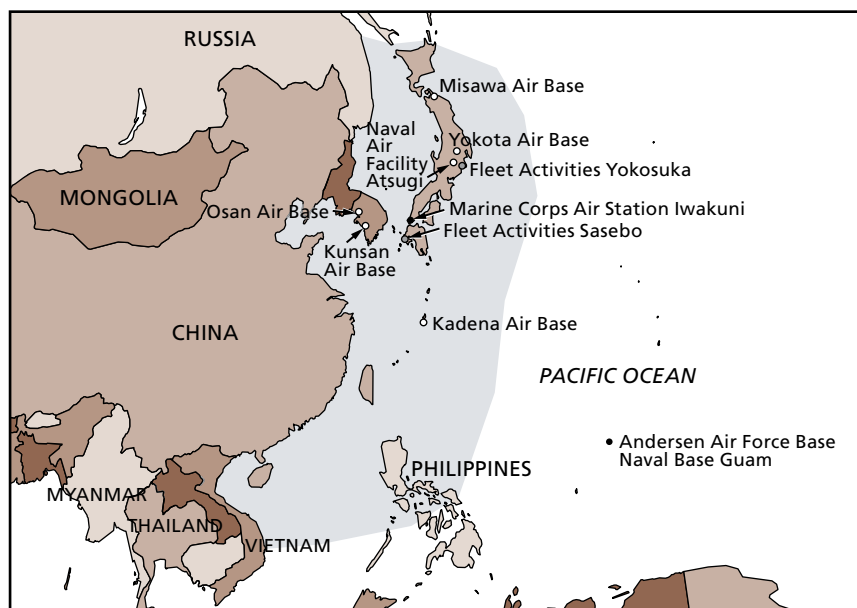 RUSSIA
Misawa Air Base
Naval
Air
Facility
Atsugi
Yokota Air Base
Fleet Activities Yokosuka
MONGOLIA
Osan Air Base
Marine Corps Air Station Iwakuni
Fleet Activities Sasebo
Kunsan
Air Base
CHINA
Kadena Air Base
PACIFIC OCEAN
Andersen Air Force Base
Naval Base Guam
PHILIPPINES
MYANMAR
THAILAND
VIETNAM